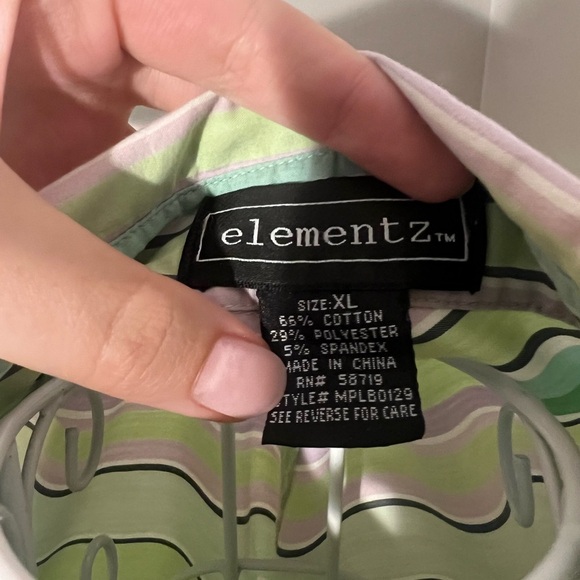 elementz™
SIZE:XL
66% COTTON
29% POLYESTER
5% SPANDEX
MADE IN CHINA
RN# 58719
STYLE# MPLB0129
SEE REVERSE FOR CARE